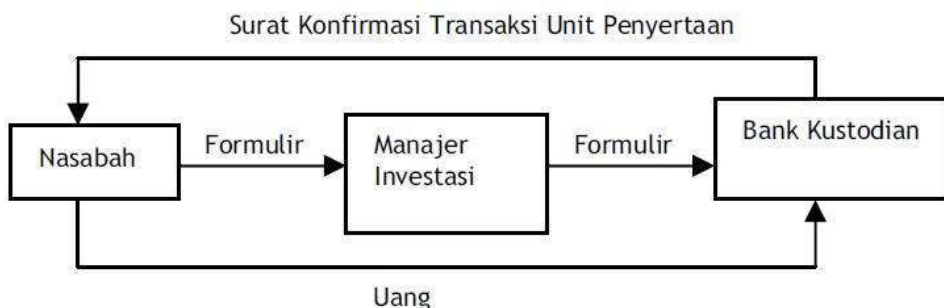 Surat Konfirmasi Transaksi Unit Penyertaan
Nasabah
Formulir
Manajer
Investasi
Formulir
Bank Kustodian
Uang